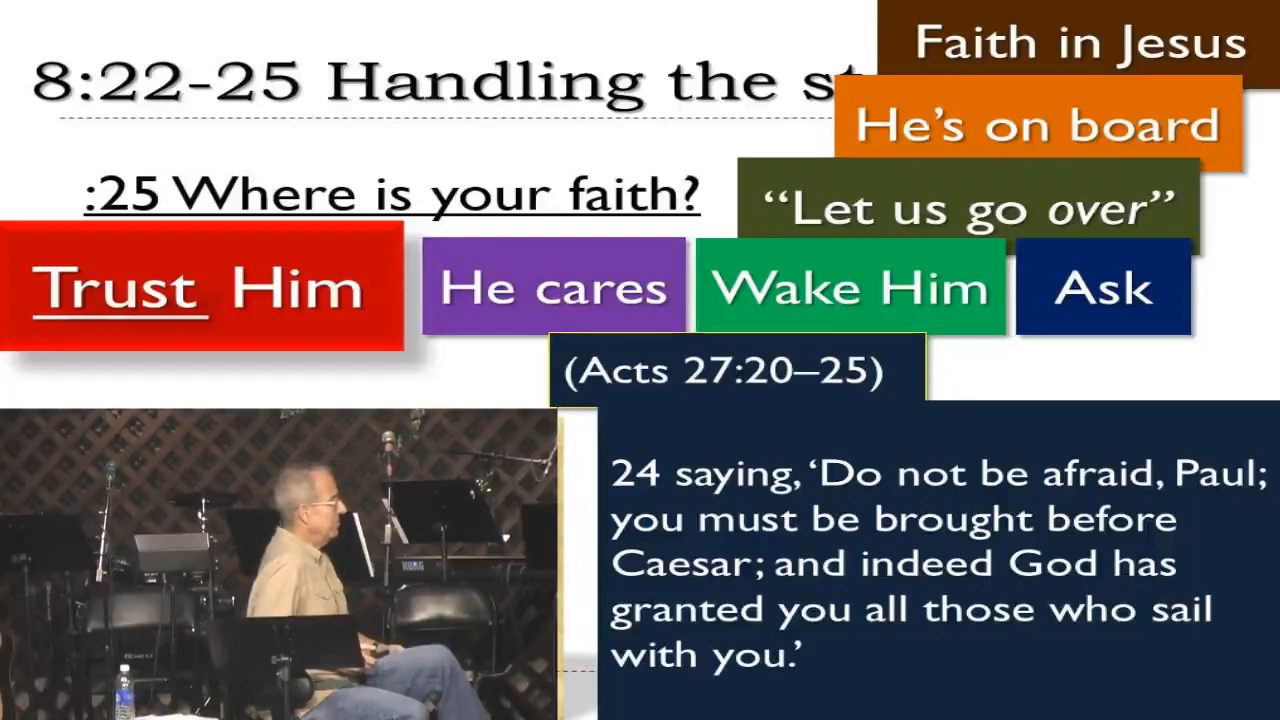 Faith in Jesus
8:22-25 Handling the st
He's on board
:25 Where is your faith?
“Let us go over”
Trust Him
He cares
Wake Him
Ask
(Acts 27:20–25)
24 saying, ‘Do not be afraid, Paul;
you must be brought before
Caesar; and indeed God has
granted you all those who sail
with you.’
KORG